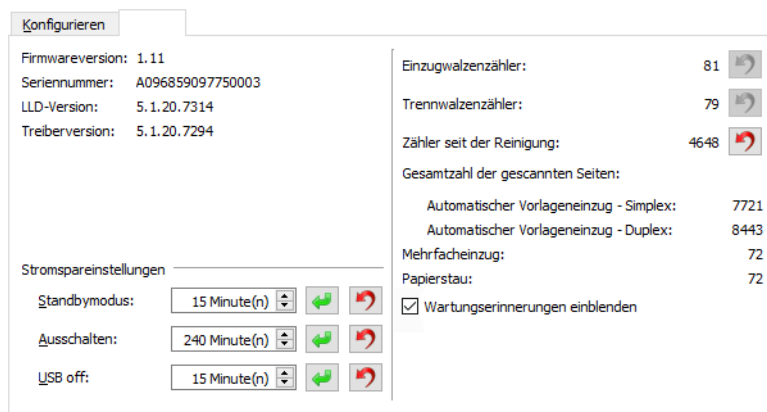 Konfigurieren
Firmwareversion: 1.11
Seriennummer: A096859097750003
LLD-Version: 5.1.20.7314
Treiberversion: 5.1.20.7294
Stromspareinstellungen
Standbymodus: 15 Minute(n)
Ausschalten: 240 Minute(n)
USB off: 15 Minute(n)
Einzugwalzenzähler: 81
Trennwalzenzähler: 79
Zähler seit der Reinigung: 4648
Gesamtzahl der gescannten Seiten:
Automatischer Vorlageneinzug - Simplex: 7721
Automatischer Vorlageneinzug - Duplex: 8443
Mehrfacheinzug: 72
Papierstau: 72
Wartungserinnerungen einblenden